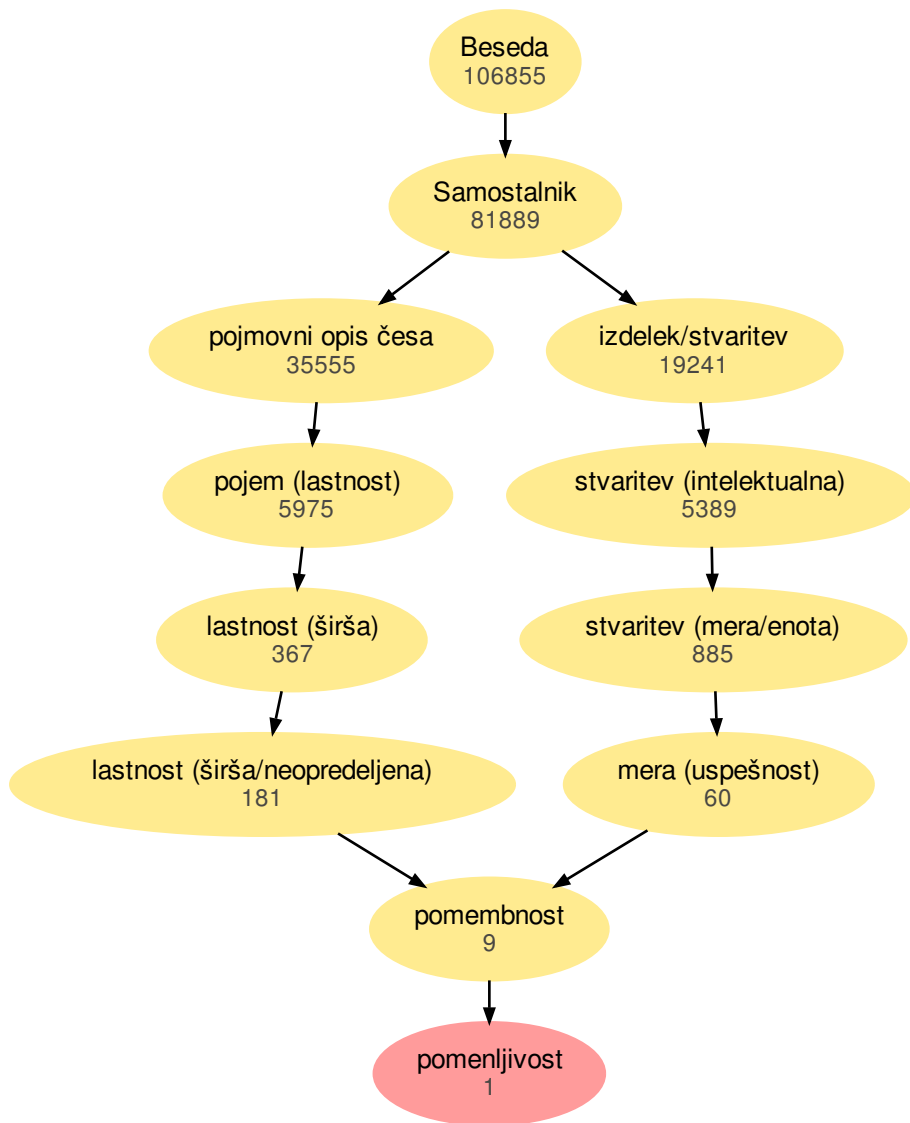 Beseda
106855
Samostalnik
81889
pojmovni opis česa
35555
izdelek/stvaritev
19241
pojem (lastnost)
5975
stvaritev (intelektualna)
5389
lastnost (širša)
367
stvaritev (mera/enota)
885
lastnost (širša/neopredeljena)
181
mera (uspešnost)
60
pomembnost
9
pomenljivost
1